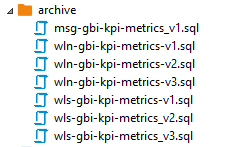 archive
msg-gbi-kpi-metrics_v1.sql
wln-gbi-kpi-metrics-v1.sql
wln-gbi-kpi-metrics-v2.sql
wln-gbi-kpi-metrics-v3.sql
wls-gbi-kpi-metrics-v1.sql
wls-gbi-kpi-metrics_v2.sql
wls-gbi-kpi-metrics_v3.sql